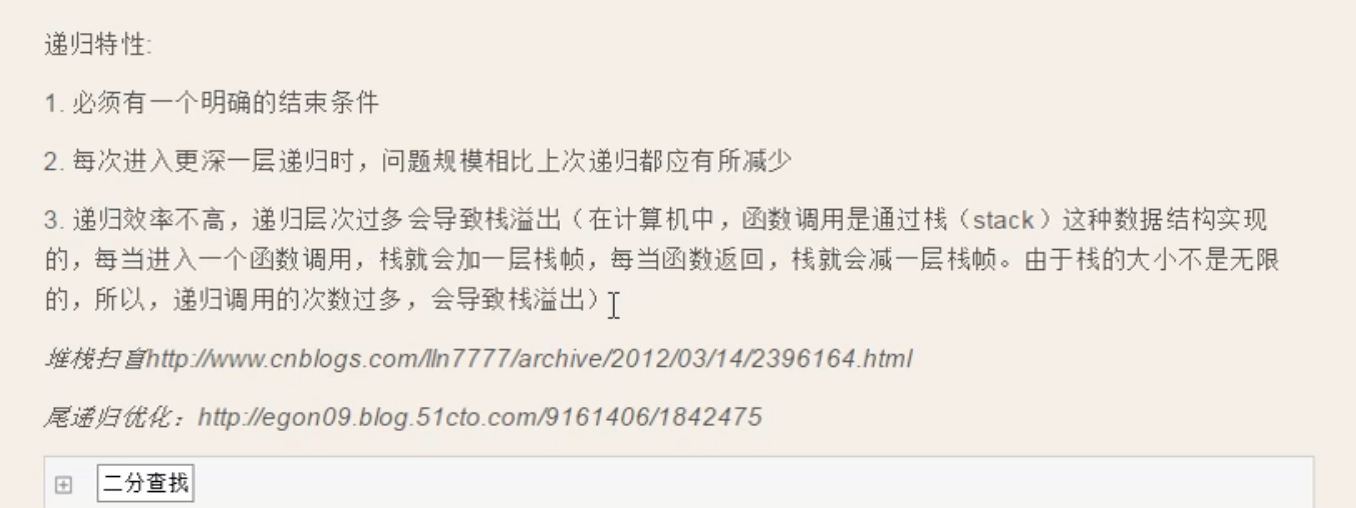 递归特性:
1. 必须有一个明确的结束条件
2. 每次进入更深一层递归时，问题规模相比上次递归都应有所减少
3. 递归效率不高，递归层次过多会导致栈溢出（在计算机中，函数调用是通过栈（stack）这种数据结构实现
的，每当进入一个函数调用，栈就会加一层栈帧，每当函数返回，栈就会减一层栈帧。由于栈的大小不是无限
的，所以，递归调用的次数过多，会导致栈溢出）
堆栈扫盲http://www.cnblogs.com/lln7777/archive/2012/03/14/2396164.html
尾递归优化：http://egon09.blog.51cto.com/9161406/1842475
二分查找